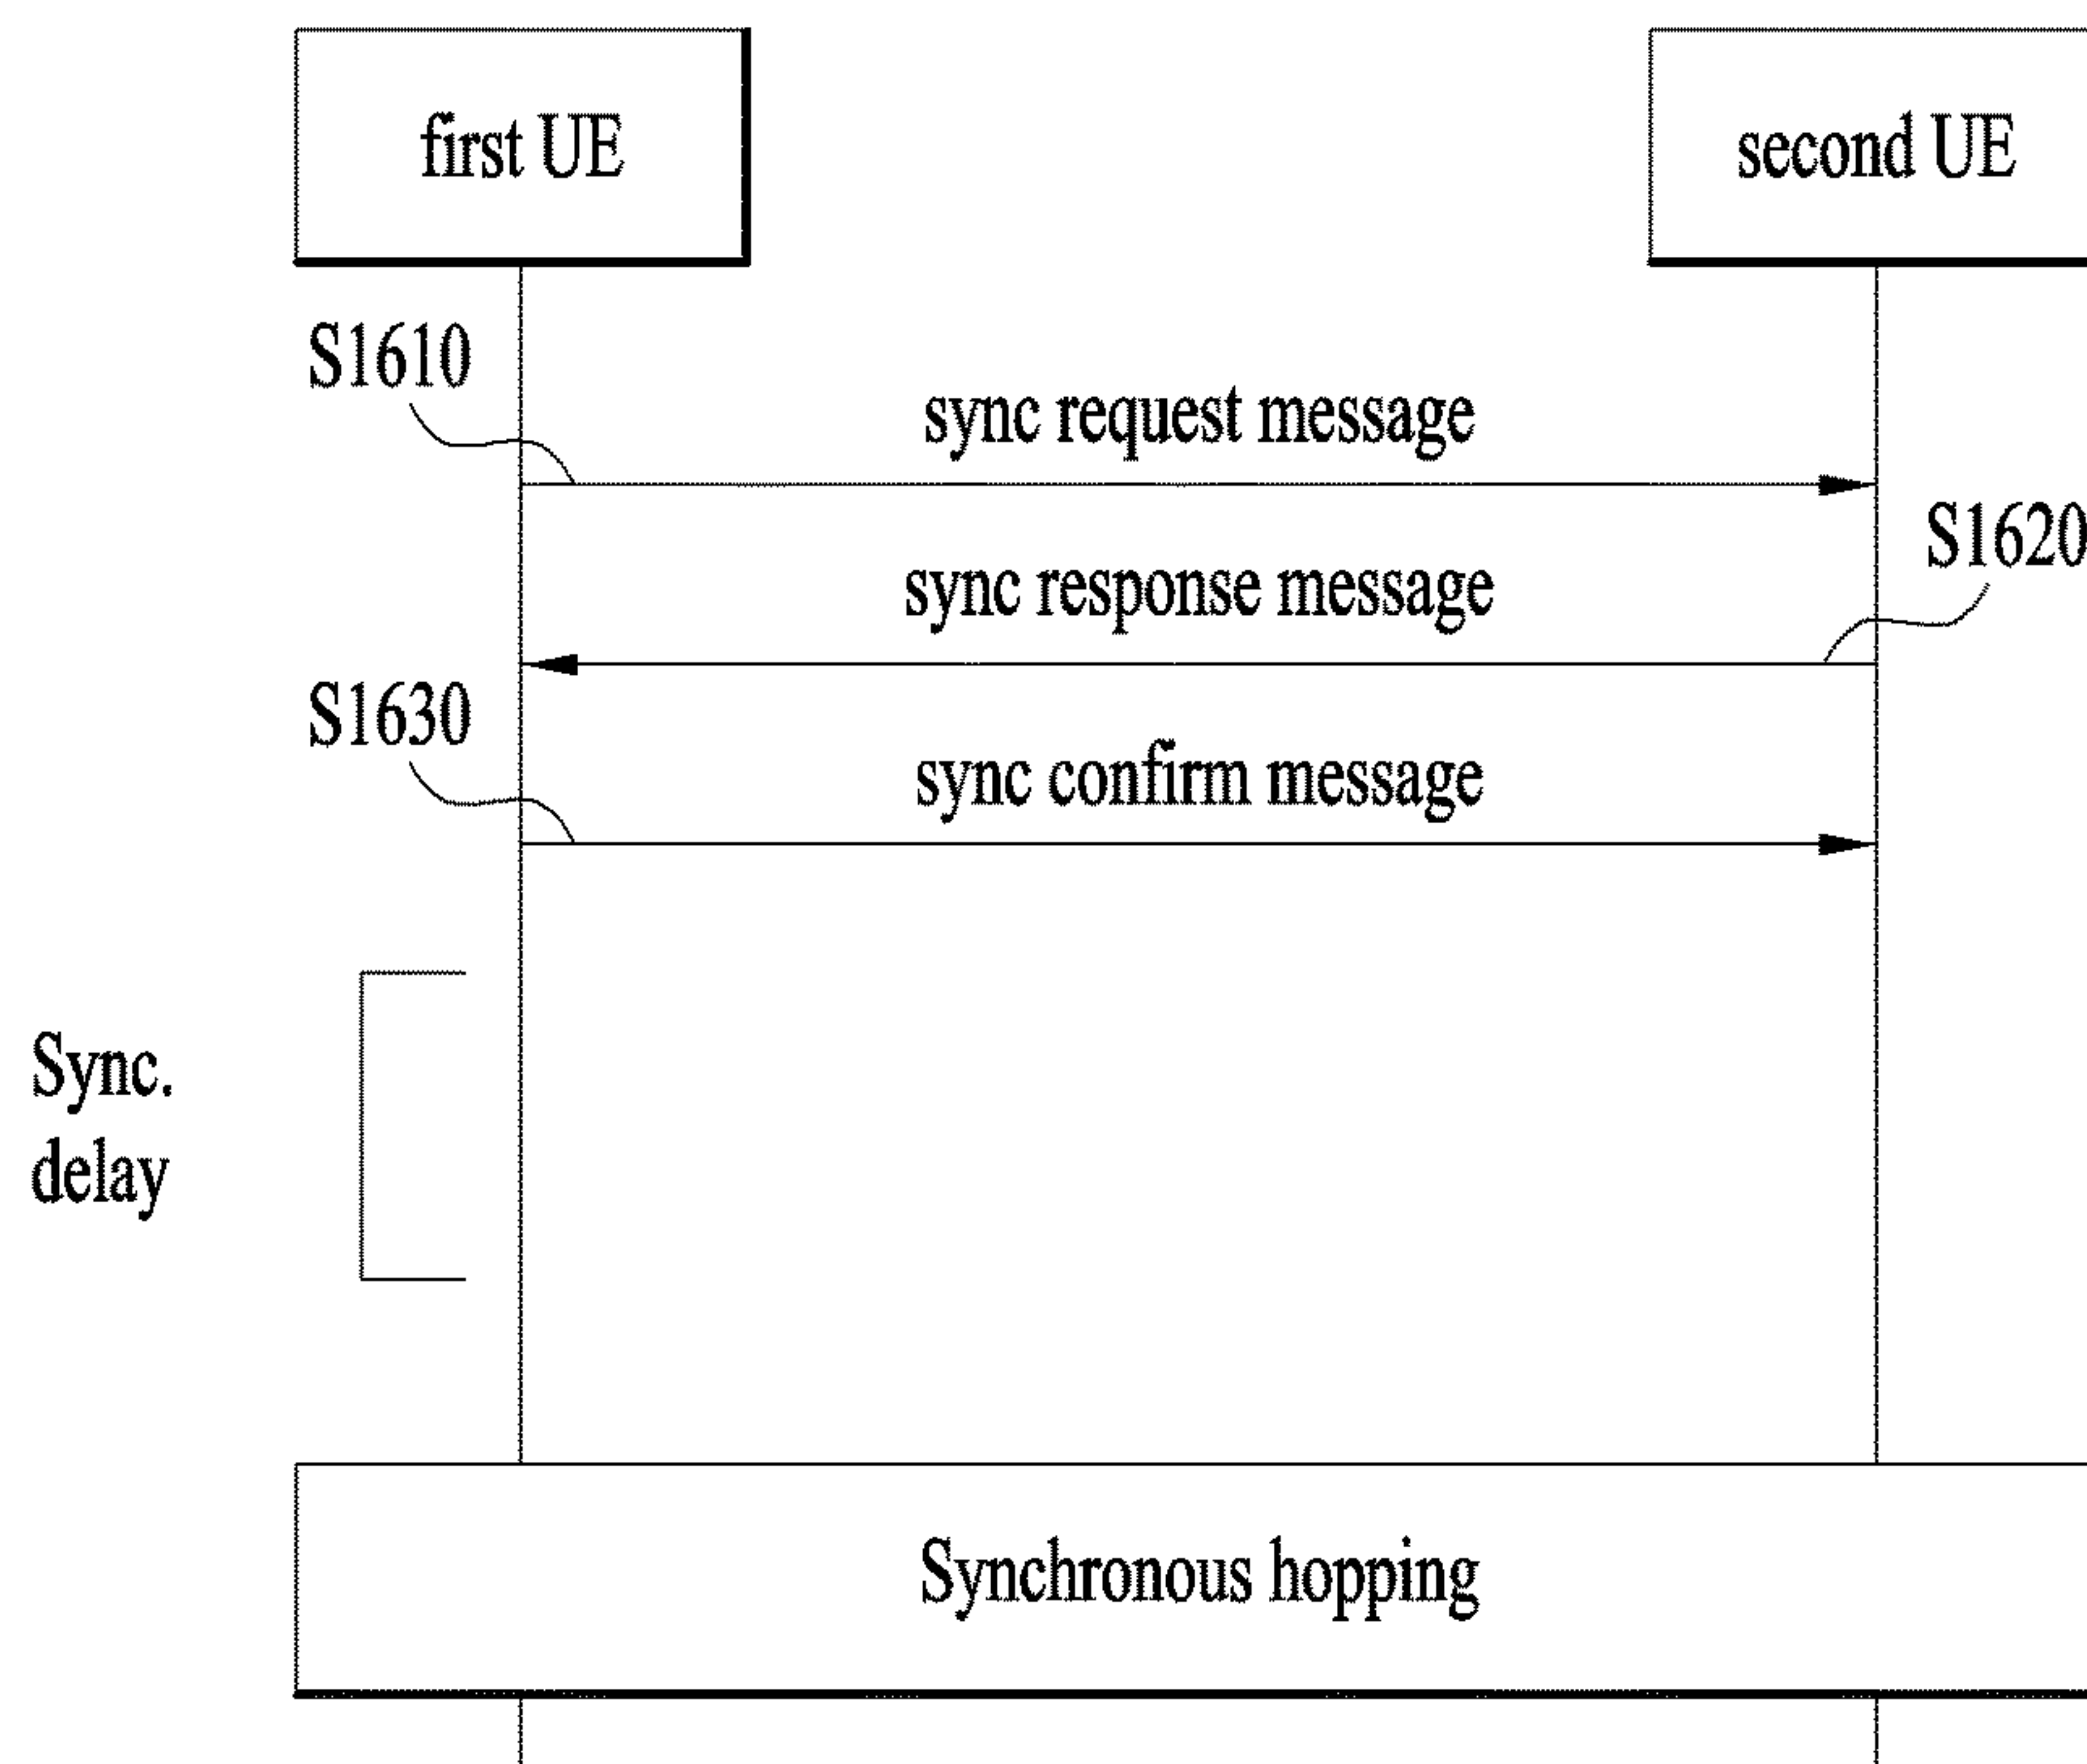 first UE
second UE
S1610
sync request message
S1620
sync response message
S1630
sync confirm message
Sync.
delay
Synchronous hopping